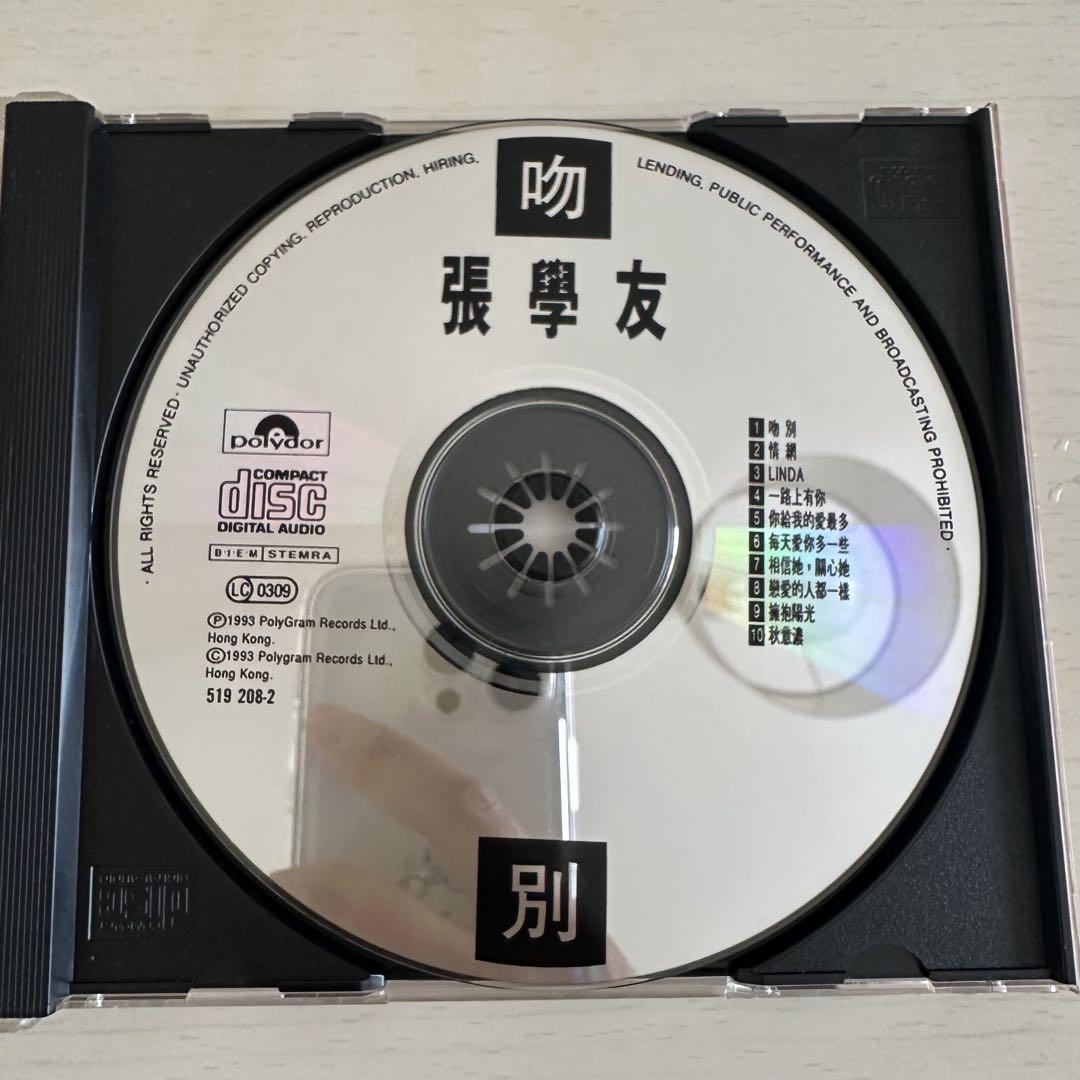 吻
張學友
ALL RIGHTS RESERVED · UNAUTHORIZED COPYING, REPRODUCTION, HIRING, LENDING, PUBLIC PERFORMANCE AND BROADCASTING PROHIBITED ·
polydor
COMPACT
disc
DIGITAL AUDIO
B·I·E·M STEMRA
LC 0309
Ⓟ1993 PolyGram Records Ltd.,
Hong Kong.
Ⓒ1993 Polygram Records Ltd.,
Hong Kong.
519 208-2
1 吻別
2 情網
3 LINDA
4 一路上有你
5 你給我的愛最多
6 每天愛你多一些
7 相信她，關心她
8 戀愛的人都一樣
9 擁抱陽光
10 秋意濃
別